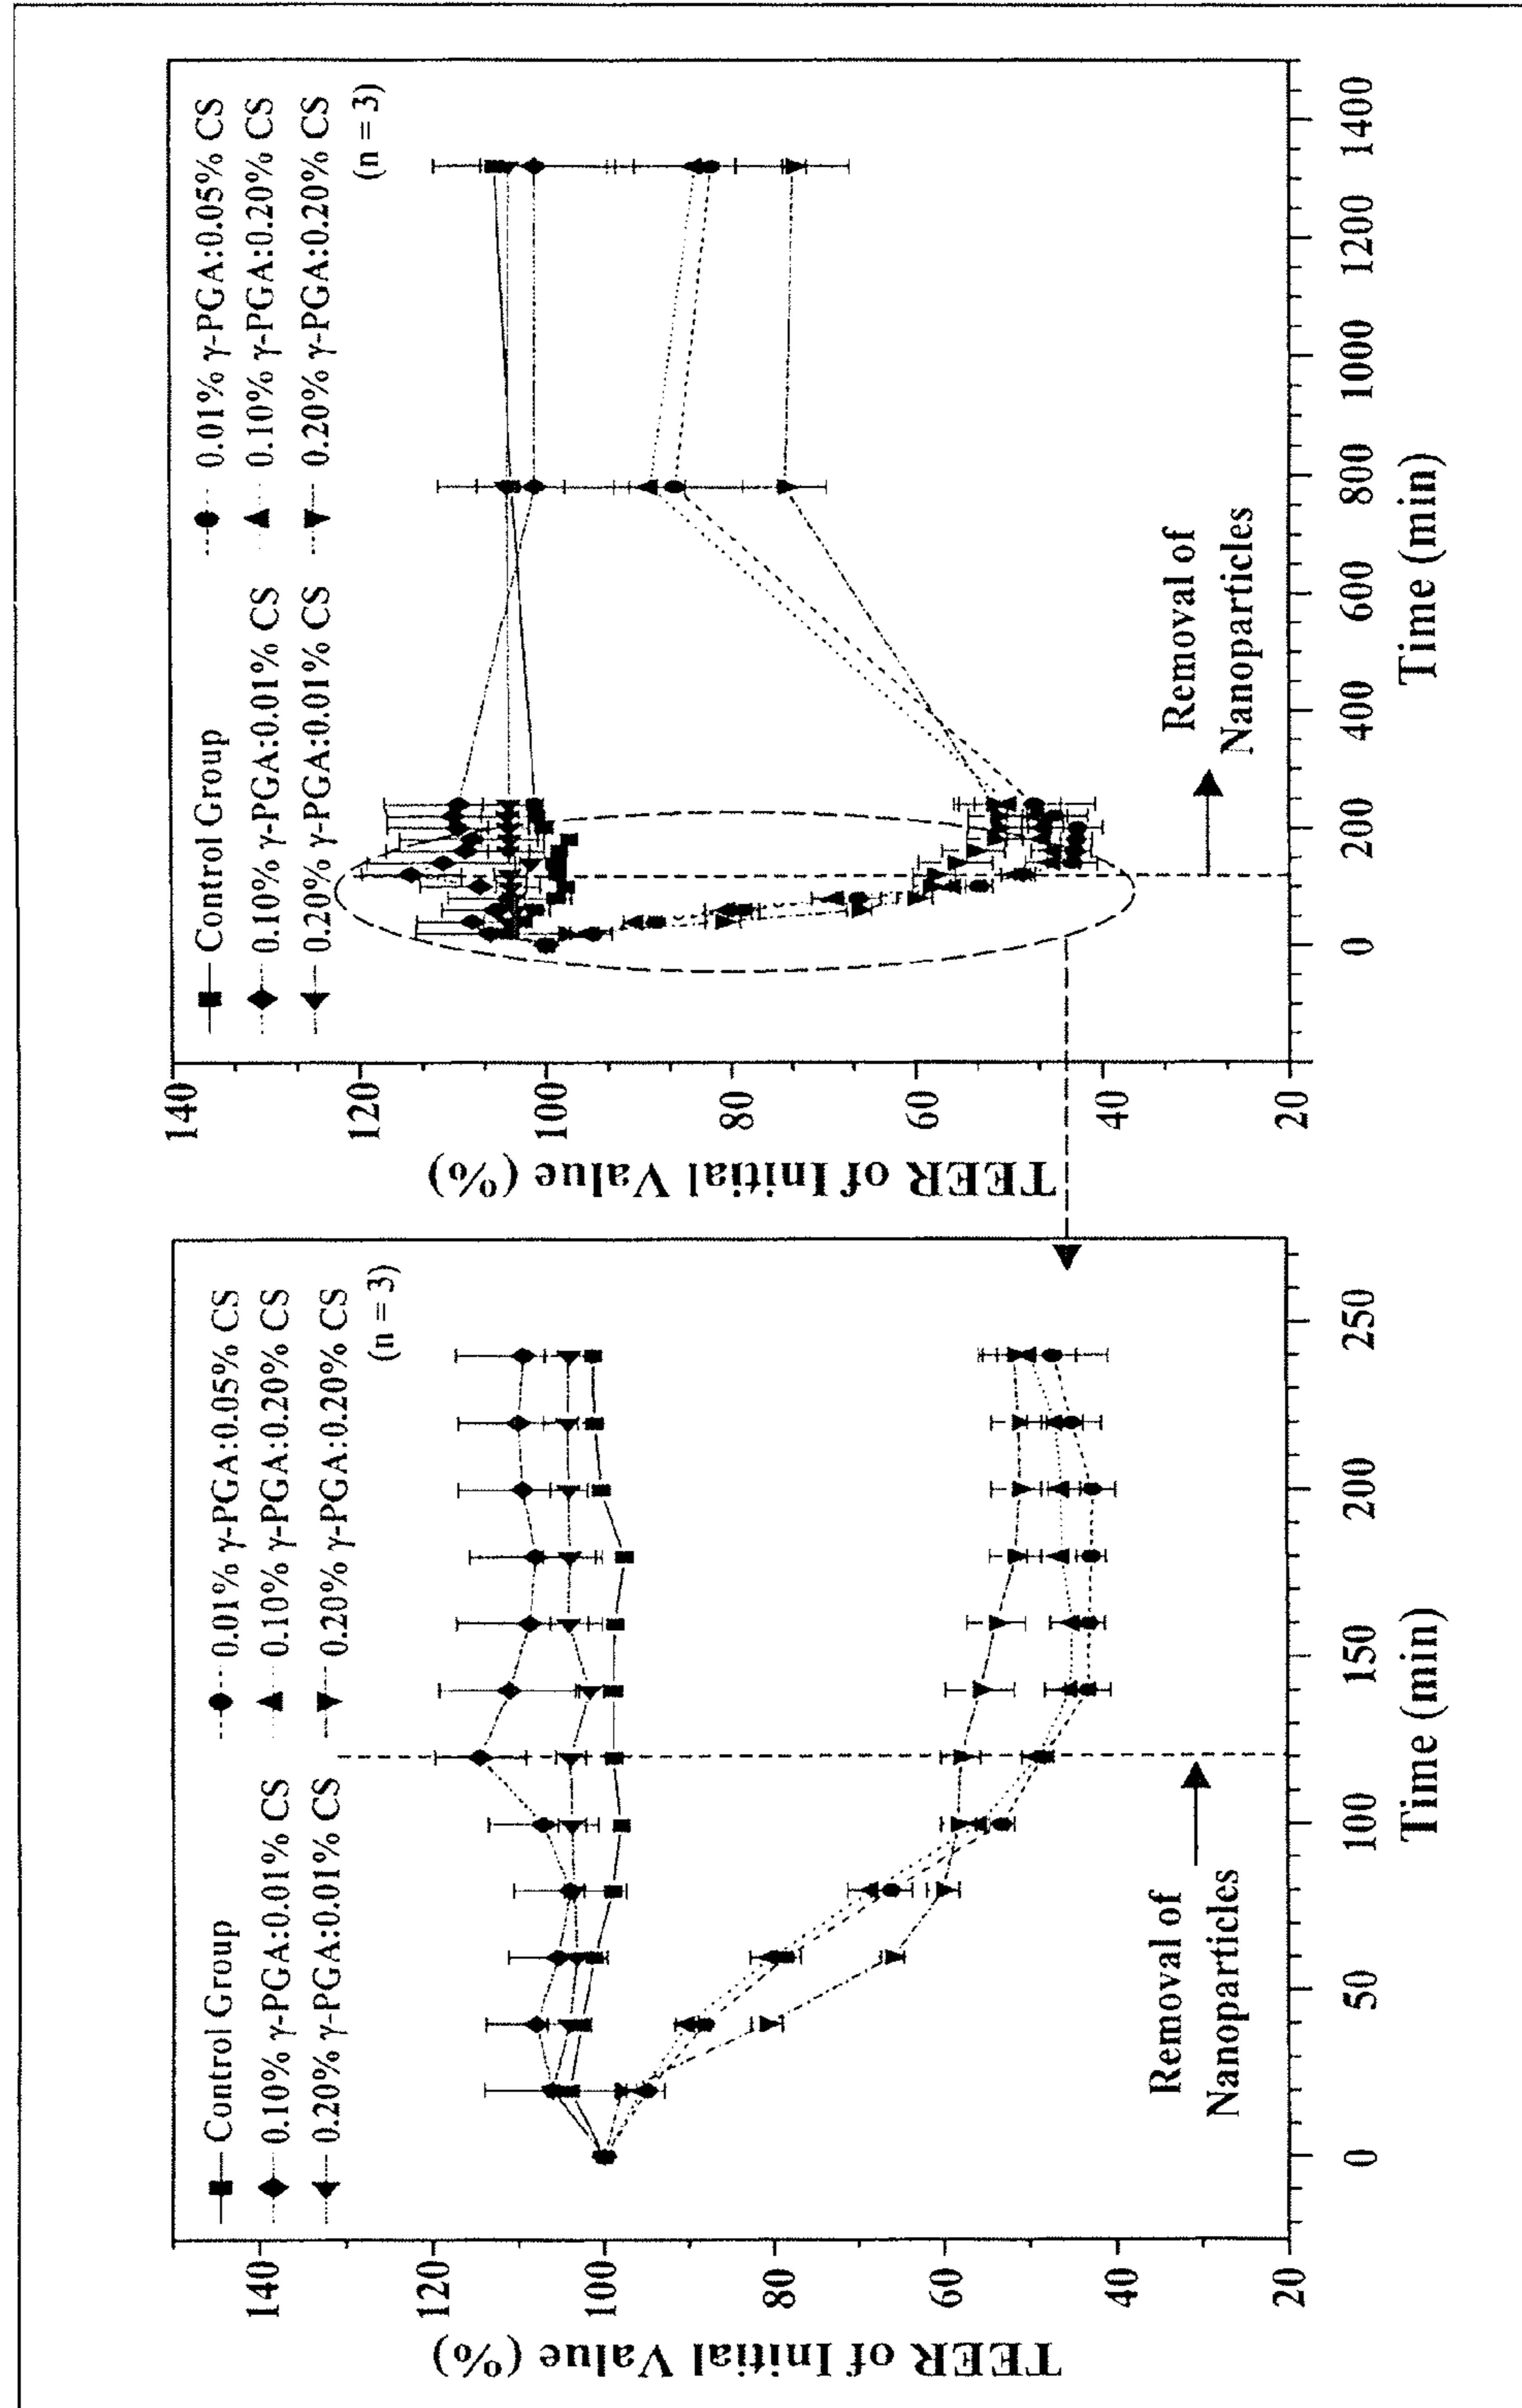 TEER of Initial Value (%)
140
120
100
80
60
40
20
Control Group
0.10% γ-PGA:0.01% CS
0.20% γ-PGA:0.01% CS
0.01% γ-PGA:0.05% CS
0.10% γ-PGA:0.20% CS
0.20% γ-PGA:0.20% CS
(n = 3)
Removal of
Nanoparticles
0 50 100 150 200 250
Time (min)
TEER of Initial Value (%)
140
120
100
80
60
40
20
Control Group
0.10% γ-PGA:0.01% CS
0.20% γ-PGA:0.01% CS
0.01% γ-PGA:0.05% CS
0.10% γ-PGA:0.20% CS
0.20% γ-PGA:0.20% CS
(n = 3)
Removal of
Nanoparticles
0 200 400 600 800 1000 1200 1400
Time (min)